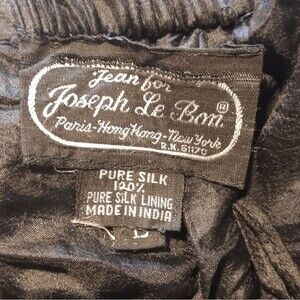 Jean for
Joseph Le Bon®
Paris-Hong Kong-New York
R.N. 51170
PURE SILK
100%
PURE SILK LINING
MADE IN INDIA